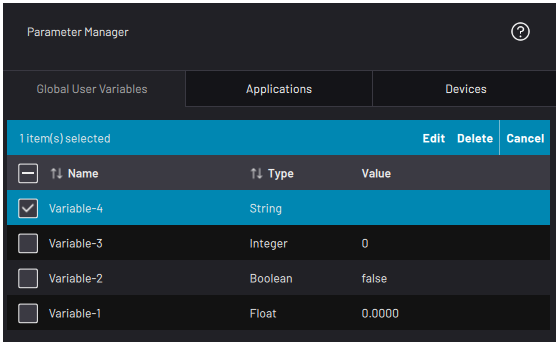 Parameter Manager
Global User Variables Applications Devices
1 item(s) selected Edit Delete Cancel
Name Type Value
Variable-4 String
Variable-3 Integer 0
Variable-2 Boolean false
Variable-1 Float 0.0000